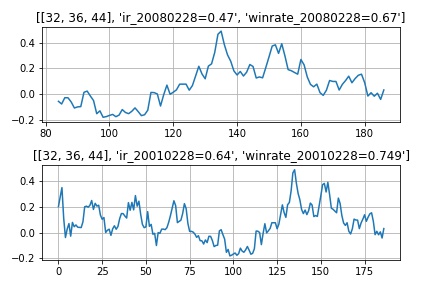 [[32, 36, 44], 'ir_20080228=0.47', 'winrate_20080228=0.67']
0.4
0.2
0.0
−0.2
80 100 120 140 160 180
[[32, 36, 44], 'ir_20010228=0.64', 'winrate_20010228=0.749']
0.4
0.2
0.0
−0.2
0 25 50 75 100 125 150 175